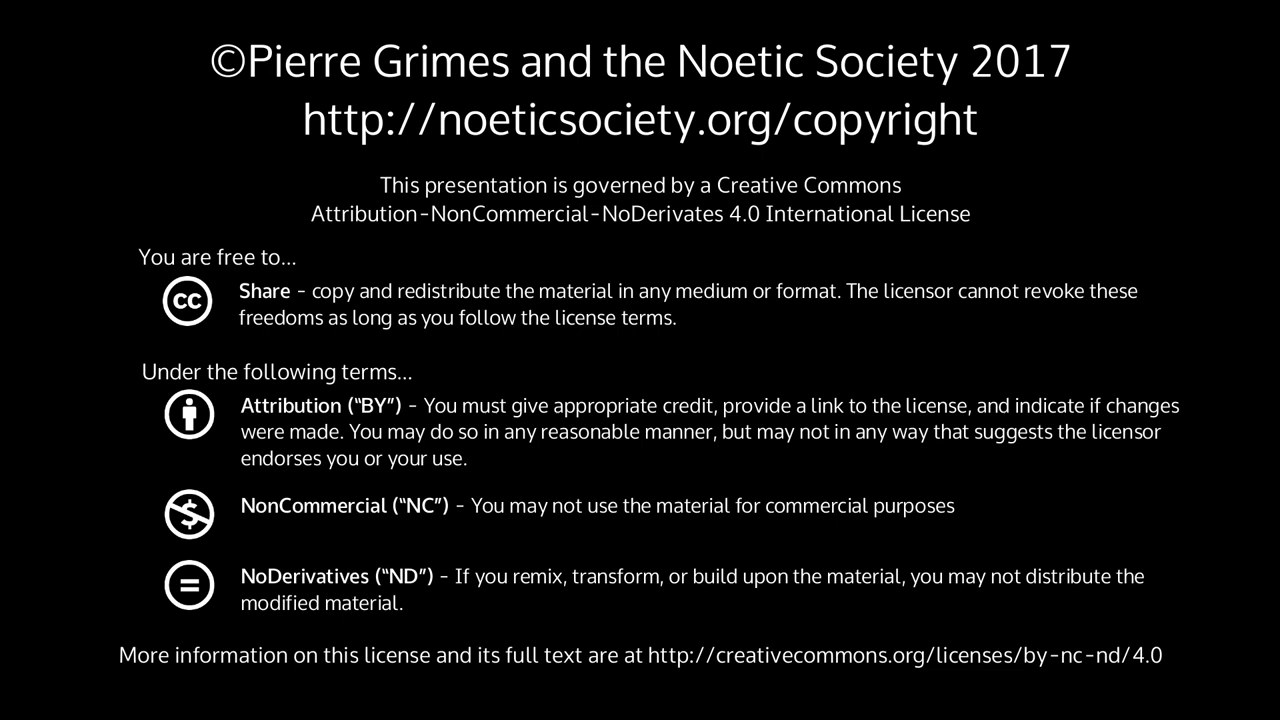 ©Pierre Grimes and the Noetic Society 2017
http://noeticsociety.org/copyright
This presentation is governed by a Creative Commons
Attribution-NonCommercial-NoDerivates 4.0 International License
You are free to...
cc
Share - copy and redistribute the material in any medium or format. The licensor cannot revoke these
freedoms as long as you follow the license terms.
Under the following terms...
Attribution (“BY”) - You must give appropriate credit, provide a link to the license, and indicate if changes
were made. You may do so in any reasonable manner, but may not in any way that suggests the licensor
endorses you or your use.
$
NonCommercial (“NC”) - You may not use the material for commercial purposes
=
NoDerivatives (“ND”) - If you remix, transform, or build upon the material, you may not distribute the
modified material.
More information on this license and its full text are at http://creativecommons.org/licenses/by-nc-nd/4.0